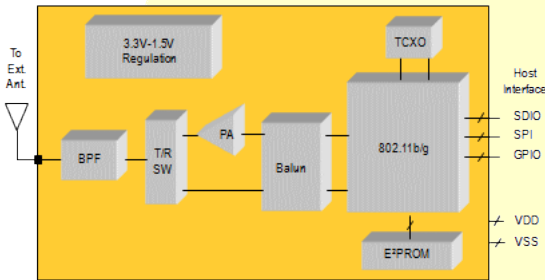 3.3V-1.5V
Regulation
TCXO
To
Ext.
Ant.
Host
Interface
SDIO
SPI
GPIO
BPF
T/R
SW
PA
Balun
802.11b/g
VDD
VSS
E²PROM